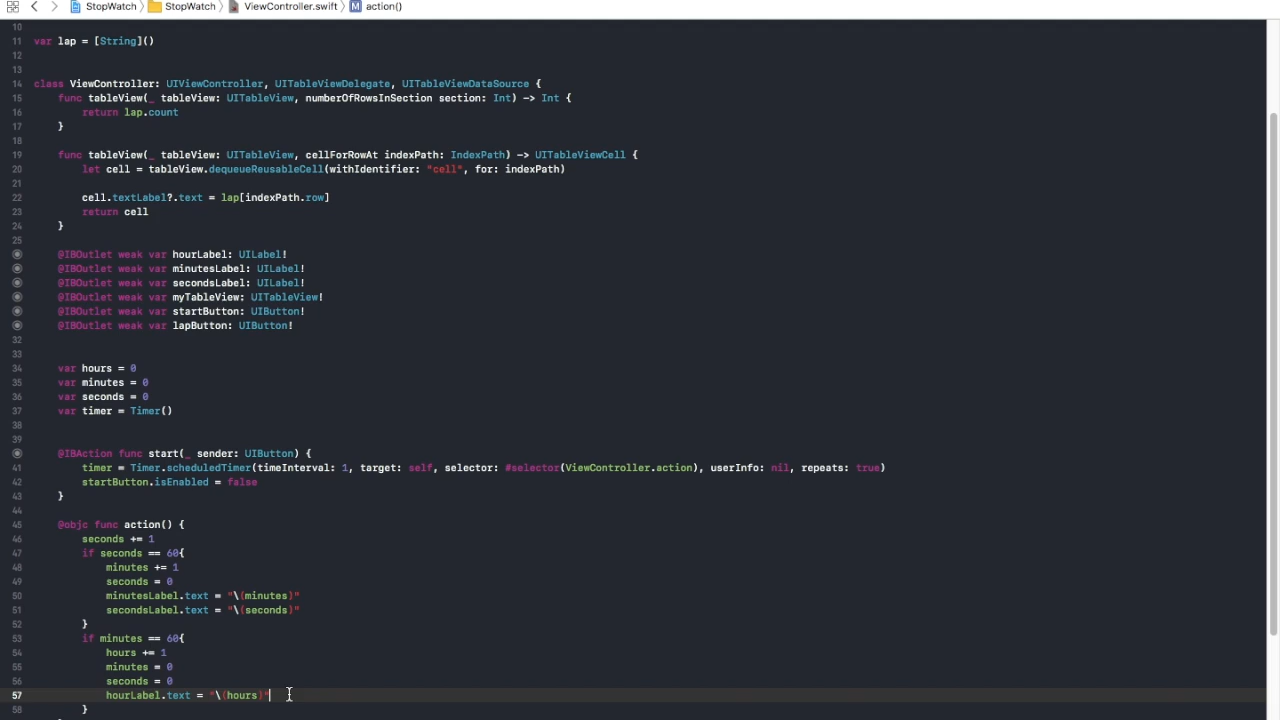 StopWatch StopWatch ViewController.swift M action()
10
11 var lap = [String]()
12
13
14 class ViewController: UIViewController, UITableViewDelegate, UITableViewDataSource {
15 func tableView(_ tableView: UITableView, numberOfRowsInSection section: Int) -> Int {
16 return lap.count
17 }
18
19 func tableView(_ tableView: UITableView, cellForRowAt indexPath: IndexPath) -> UITableViewCell {
20 let cell = tableView.dequeueReusableCell(withIdentifier: "cell", for: indexPath)
21
22 cell.textLabel?.text = lap[indexPath.row]
23 return cell
24 }
25
@IBOutlet weak var hourLabel: UILabel!
@IBOutlet weak var minutesLabel: UILabel!
@IBOutlet weak var secondsLabel: UILabel!
@IBOutlet weak var myTableView: UITableView!
@IBOutlet weak var startButton: UIButton!
@IBOutlet weak var lapButton: UIButton!
32
33
34 var hours = 0
35 var minutes = 0
36 var seconds = 0
37 var timer = Timer()
38
39
@IBAction func start(_ sender: UIButton) {
41 timer = Timer.scheduledTimer(timeInterval: 1, target: self, selector: #selector(ViewController.action), userInfo: nil, repeats: true)
42 startButton.isEnabled = false
43 }
44
45 @objc func action() {
46 seconds += 1
47 if seconds == 60{
48 minutes += 1
49 seconds = 0
50 minutesLabel.text = "\(minutes)"
51 secondsLabel.text = "\(seconds)"
52 }
53 if minutes == 60{
54 hours += 1
55 minutes = 0
56 seconds = 0
57 hourLabel.text = "\(hours)"
58 }